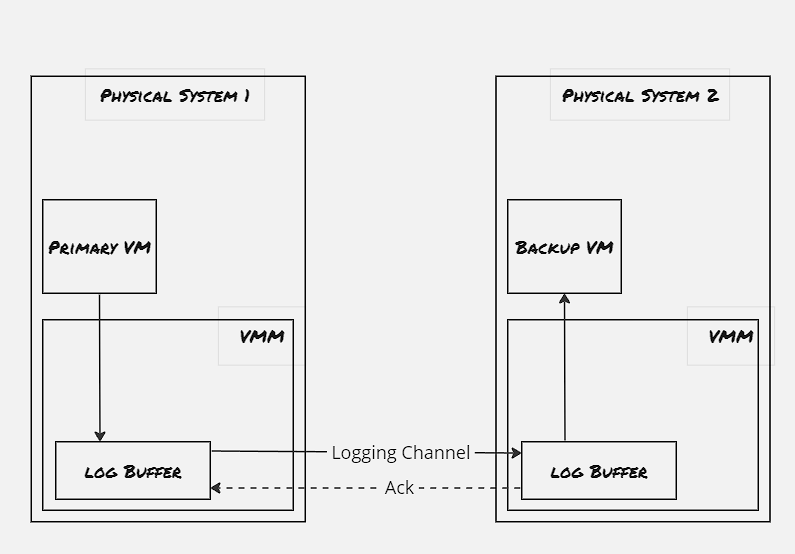 Physical System 1
Physical System 2
Primary VM
Backup VM
VMM
VMM
Logging Channel
Log Buffer
Log Buffer
Ack